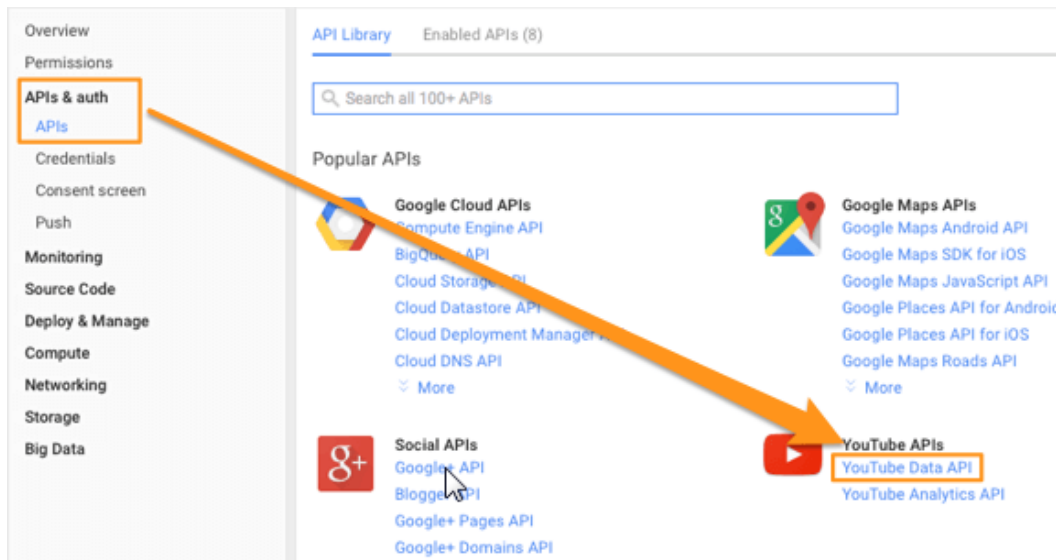 Overview
Permissions
APIs & auth
APIs
Credentials
Consent screen
Push
Monitoring
Source Code
Deploy & Manage
Compute
Networking
Storage
Big Data
API Library
Enabled APIs (8)
Search all 100+ APIs
Popular APIs
Google Cloud APIs
Compute Engine API
API
Cloud Storage API
Cloud Datastore API
Cloud Deployment Manager
Cloud DNS API
More
Google Maps APIs
Google Maps Android API
Google Maps SDK for iOS
Google Maps JavaScript API
Google Places API for Android
Google Places API for iOS
Google Maps Roads API
More
Social APIs
Google+ API
Blogger API
Google+ Pages API
Google+ Domains API
YouTube APIs
YouTube Data API
YouTube Analytics API